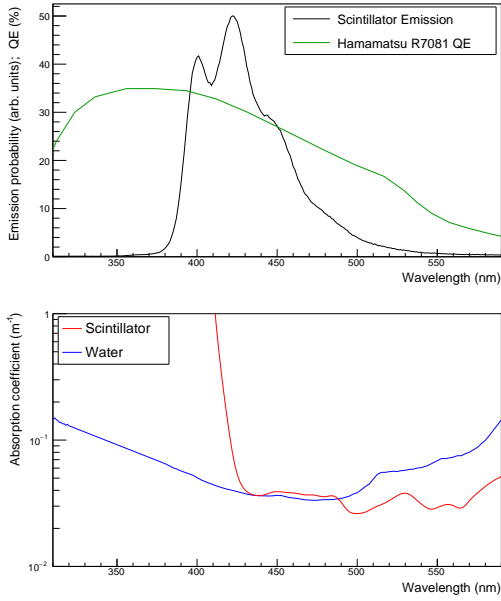 Scintillator Emission
Hamamatsu R7081 QE
Emission probability (arb. units); QE (%)
50
40
30
20
10
0
350 400 450 500 550
Wavelength (nm)
Scintillator
Water
Absorption coefficient (m⁻¹)
1
10⁻¹
10⁻²
350 400 450 500 550
Wavelength (nm)